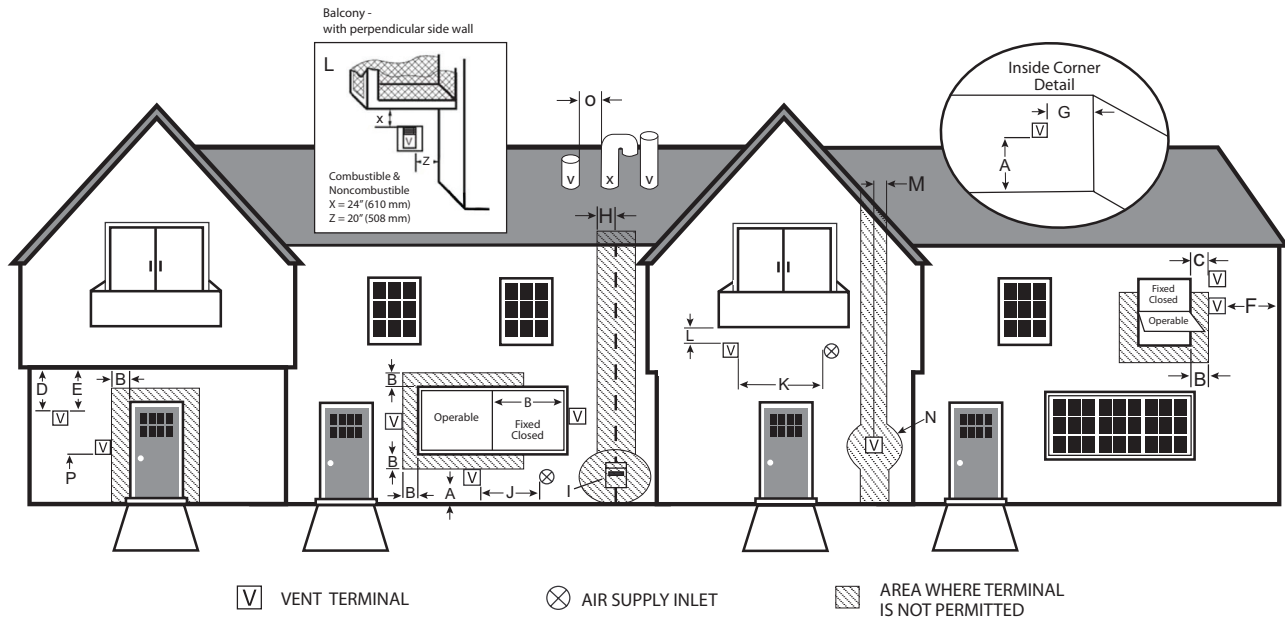 Balcony -
with perpendicular side wall
L
X
V
Z
Combustible &
Noncombustible
X = 24" (610 mm)
Z = 20" (508 mm)
O
V
X
V
Inside Corner
Detail
G
V
A
H
M
C
V
Fixed
Closed
V
F
Operable
B
L
V
K
D
E
B
V
V
P
B
V
Operable
B
Fixed
Closed
V
B
B
V
A
J
I
V
N
V VENT TERMINAL
AIR SUPPLY INLET
AREA WHERE TERMINAL
IS NOT PERMITTED